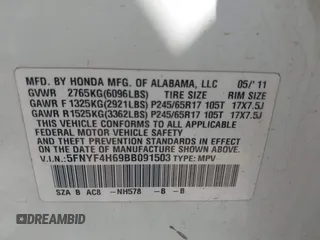 MFD. BY HONDA MFG. OF ALABAMA, LLC 05/'11
GVWR 2765KG(6096LBS) TIRE SIZE RIM SIZE
GAWR F 1325KG(2921LBS) P245/65R17 105T 17X7.5J
GAWR R 1525KG(3362LBS) P245/65R17 105T 17X7.5J
THIS VEHICLE CONFORMS TO ALL APPLICABLE
FEDERAL MOTOR VEHICLE SAFETY AND THEFT
PREVENTION STANDARDS IN EFFECT ON THE DATE
OF MANUFACTURE SHOWN ABOVE.
V.I.N.: 5FNYF4H69BB091503 TYPE: MPV
SZA B AC8 -NH578 -B -B
© DREAMBID